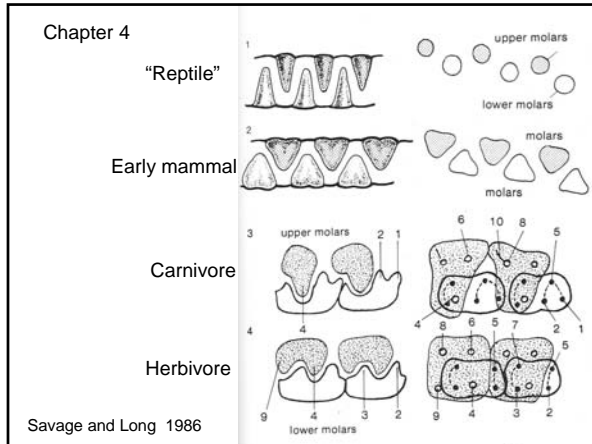 Chapter 4
1
"Reptile"
upper molars
lower molars
2
Early mammal
molars
molars
3
upper molars
2 1
Carnivore
4
6 10 8 5
4 2 1
4
Herbivore
9 4 3 2
lower molars
8 6 5 7 5
9 4 3 2
Savage and Long 1986